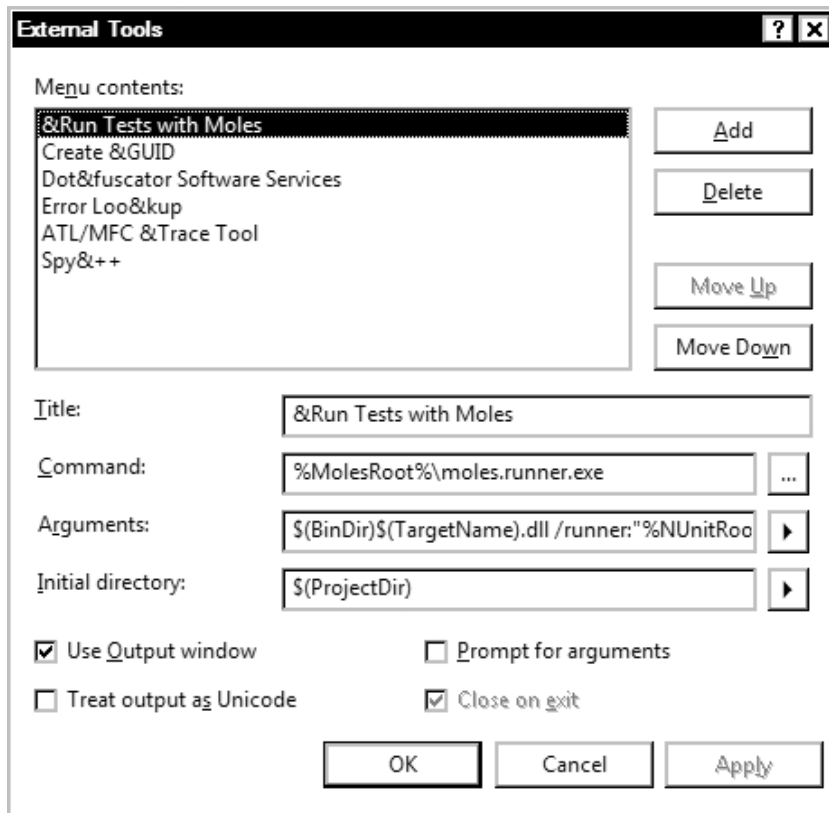 External Tools
Menu contents:
&Run Tests with Moles
Create &GUID
Dot&fuscator Software Services
Error Loo&kup
ATL/MFC &Trace Tool
Spy&++
Add
Delete
Move Up
Move Down
Title:
&Run Tests with Moles
Command:
%MolesRoot%\moles.runner.exe
...
Arguments:
$(BinDir)$(TargetName).dll /runner:"%NUnitRoo
Initial directory:
$(ProjectDir)
Use Output window
Prompt for arguments
Treat output as Unicode
Close on exit
OK
Cancel
Apply